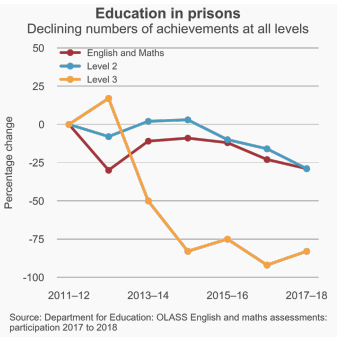 Education in prisons
Declining numbers of achievements at all levels
50
25
0
-25
-50
-75
-100
Percentage change
English and Maths
Level 2
Level 3
2011–12
2013–14
2015–16
2017–18
Source: Department for Education: OLASS English and maths assessments:
participation 2017 to 2018